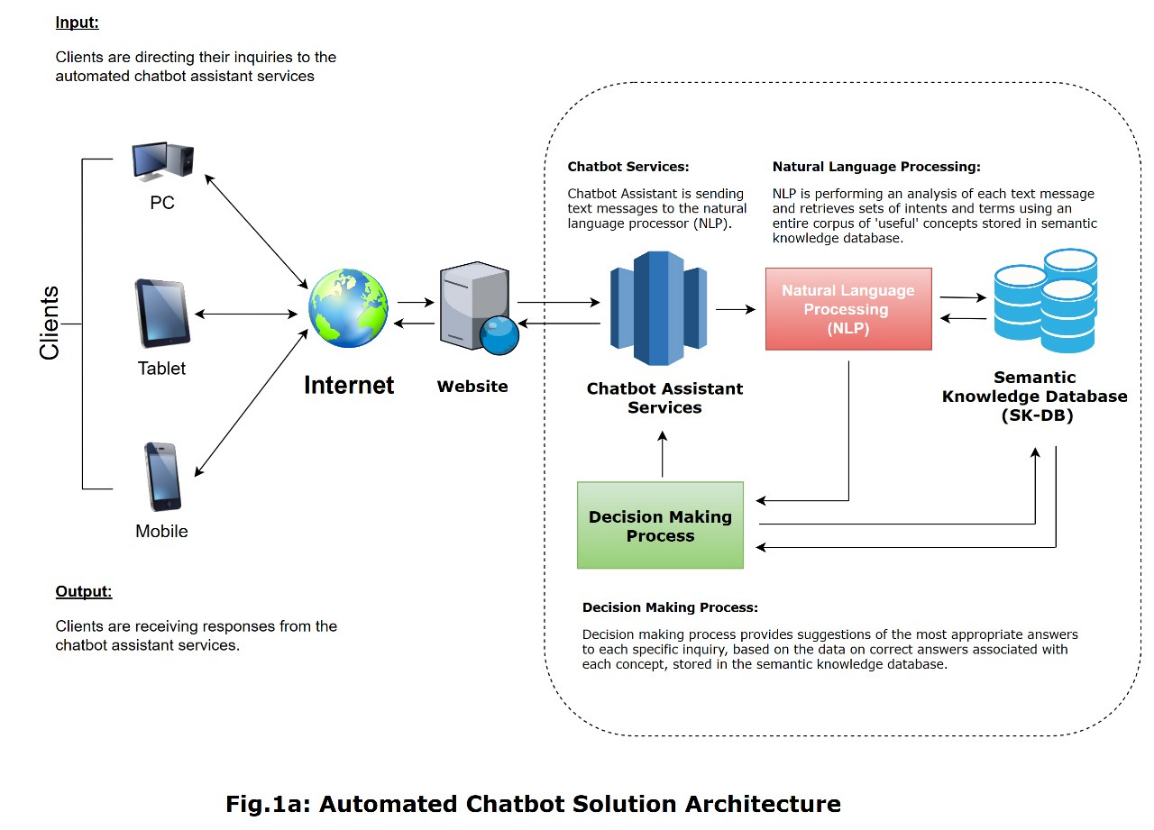 Input:
Clients are directing their inquiries to the
automated chatbot assistant services
Clients
PC
Tablet
Mobile
Internet
Website
Chatbot Services:
Chatbot Assistant is sending
text messages to the natural
language processor (NLP).
Natural Language Processing:
NLP is performing an analysis of each text message
and retrieves sets of intents and terms using an
entire corpus of 'useful' concepts stored in semantic
knowledge database.
Chatbot Assistant
Services
Natural Language
Processing
(NLP)
Semantic
Knowledge Database
(SK-DB)
Decision Making
Process
Decision Making Process:
Decision making process provides suggestions of the most appropriate answers
to each specific inquiry, based on the data on correct answers associated with
each concept, stored in the semantic knowledge database.
Output:
Clients are receiving responses from the
chatbot assistant services.
Fig.1a: Automated Chatbot Solution Architecture